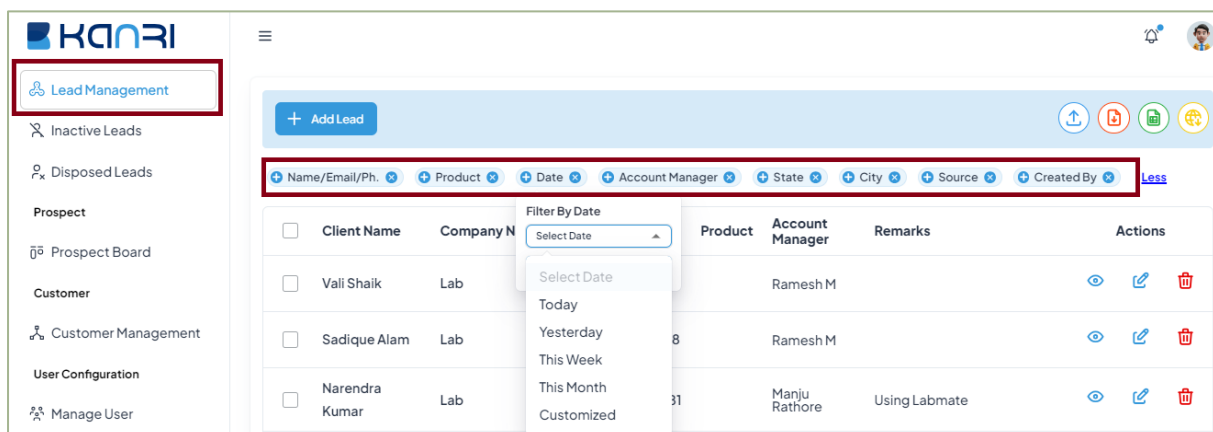 KANRI
Lead Management
Inactive Leads
Disposed Leads
Prospect
Prospect Board
Customer
Customer Management
User Configuration
Manage User
+ Add Lead
Name/Email/Ph. Product Date Account Manager State City Source Created By Less
Filter By Date
Select Date
Select Date
Today
Yesterday
This Week
This Month
Customized
Client Name Company N Product Account Manager Remarks Actions
Vali Shaik Lab Ramesh M
Sadique Alam Lab 8 Ramesh M
Narendra Kumar Lab 31 Manju Rathore Using Labmate